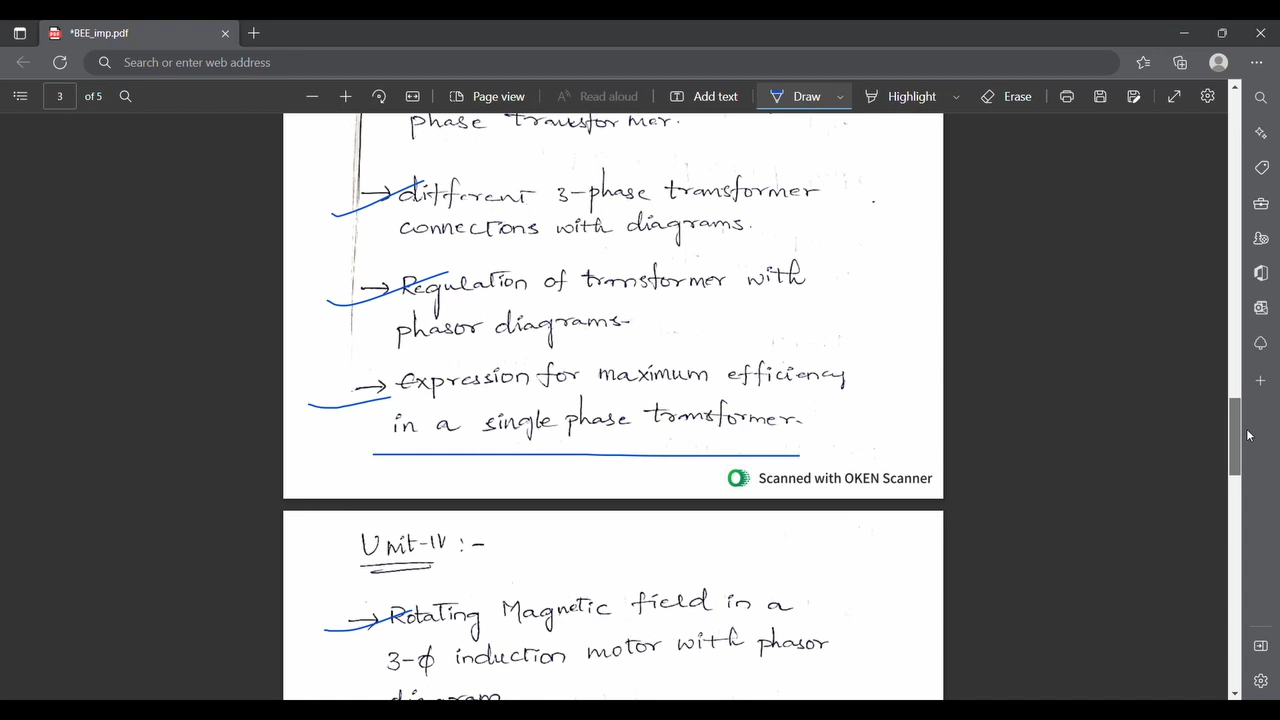 *BEE_imp.pdf
Search or enter web address
3 of 5 Page view Read aloud Add text Draw Highlight Erase
phase transformer.
→ different 3-phase transformer
connections with diagrams.
→ Regulation of transformer with
phasor diagrams-
→ Expression for maximum efficiency
in a single phase transformer.
Scanned with OKEN Scanner
Unit-IV :-
→ Rotating Magnetic field in a
3-ϕ induction motor with phasor
diagram